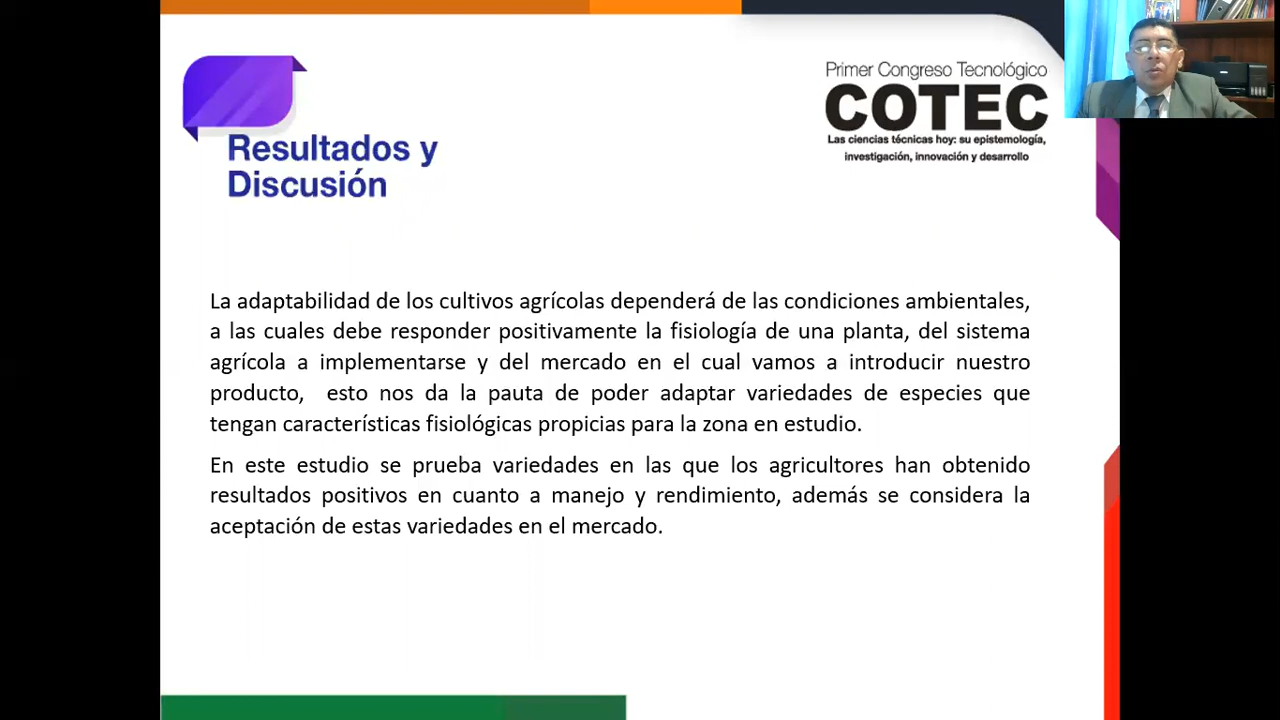 Primer Congreso Tecnológico
COTEC
Las ciencias técnicas hoy: su epistemología,
investigación, innovación y desarrollo
Resultados y
Discusión
La adaptabilidad de los cultivos agrícolas dependerá de las condiciones ambientales,
a las cuales debe responder positivamente la fisiología de una planta, del sistema
agrícola a implementarse y del mercado en el cual vamos a introducir nuestro
producto, esto nos da la pauta de poder adaptar variedades de especies que
tengan características fisiológicas propicias para la zona en estudio.
En este estudio se prueba variedades en las que los agricultores han obtenido
resultados positivos en cuanto a manejo y rendimiento, además se considera la
aceptación de estas variedades en el mercado.